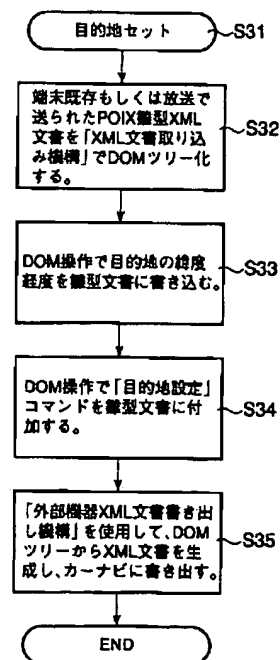 目的地セット
S31
端末既存もしくは放送で
送られたPOIX雛型XML
文書を「XML文書取り込
み機構」でDOMツリー化
する。
S32
DOM操作で目的地の緯度
経度を雛型文書に書き込む。
S33
DOM操作で「目的地設定」
コマンドを雛型文書に付
加する。
S34
「外部機器XML文書書き出
し機構」を使用して、DOM
ツリーからXML文書を生
成し、カーナビに書き出す。
S35
END